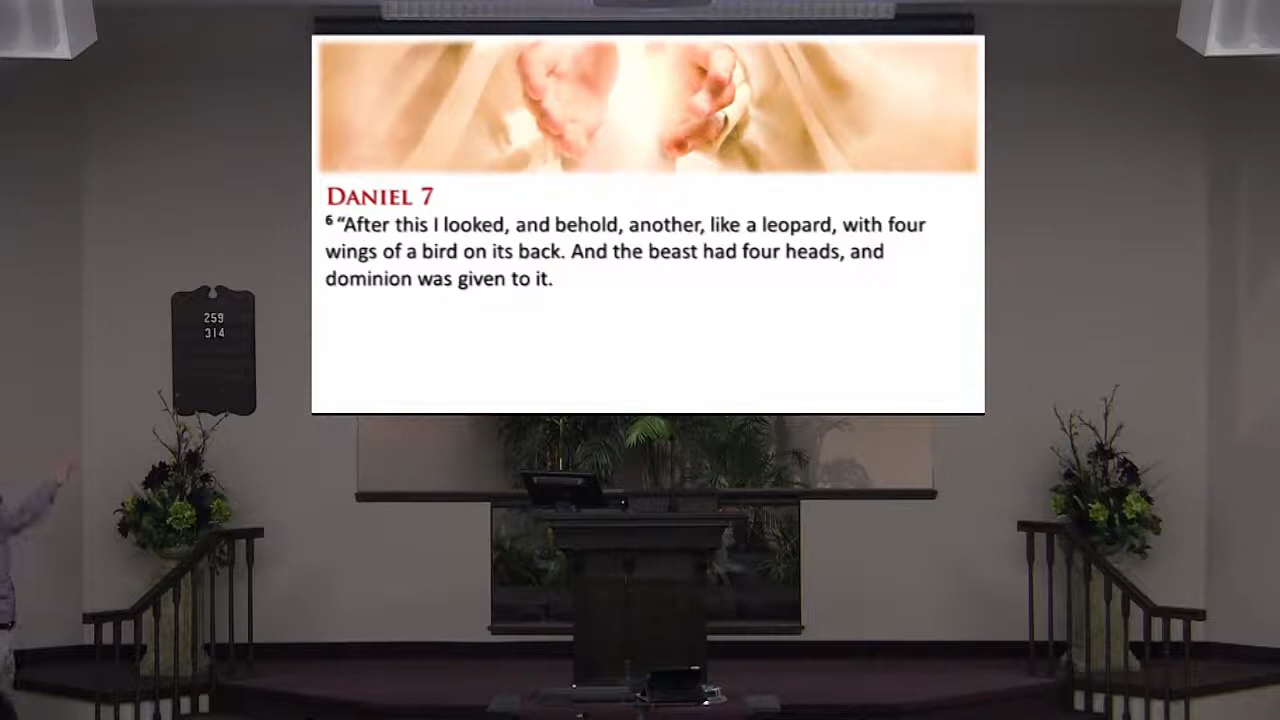 DANIEL 7
6 “After this I looked, and behold, another, like a leopard, with four
wings of a bird on its back. And the beast had four heads, and
dominion was given to it.
259
314